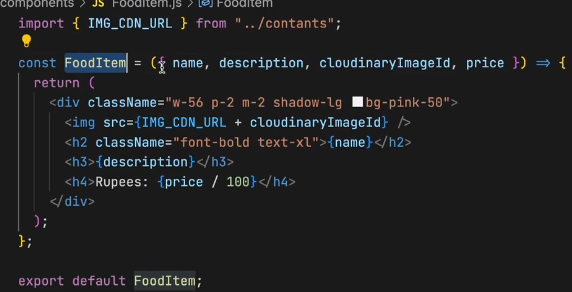 components > JS FoodItem.js > FoodItem
import { IMG_CDN_URL } from "../contants";
const FoodItem = ({ name, description, cloudinaryImageId, price }) => {
return (
<div className="w-56 p-2 m-2 shadow-lg bg-pink-50">
<img src={IMG_CDN_URL + cloudinaryImageId} />
<h2 className="font-bold text-xl">{name}</h2>
<h3>{description}</h3>
<h4>Rupees: {price / 100}</h4>
</div>
);
};
export default FoodItem;